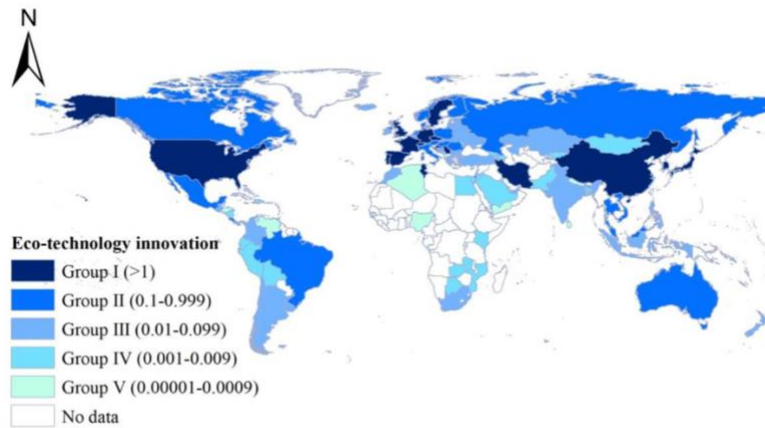 N
Eco-technology innovation
Group I (>1)
Group II (0.1-0.999)
Group III (0.01-0.099)
Group IV (0.001-0.009)
Group V (0.00001-0.0009)
No data